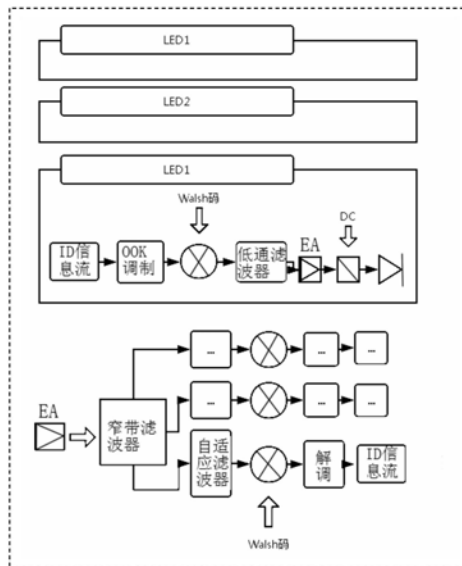 LED1
LED2
LED1
Walsh码
DC
ID信
息流
OOK
调制
低通滤
波器
EA
...
...
...
...
...
...
EA
窄带滤
波器
自适
应滤
波器
解
调
ID信
息流
Walsh码